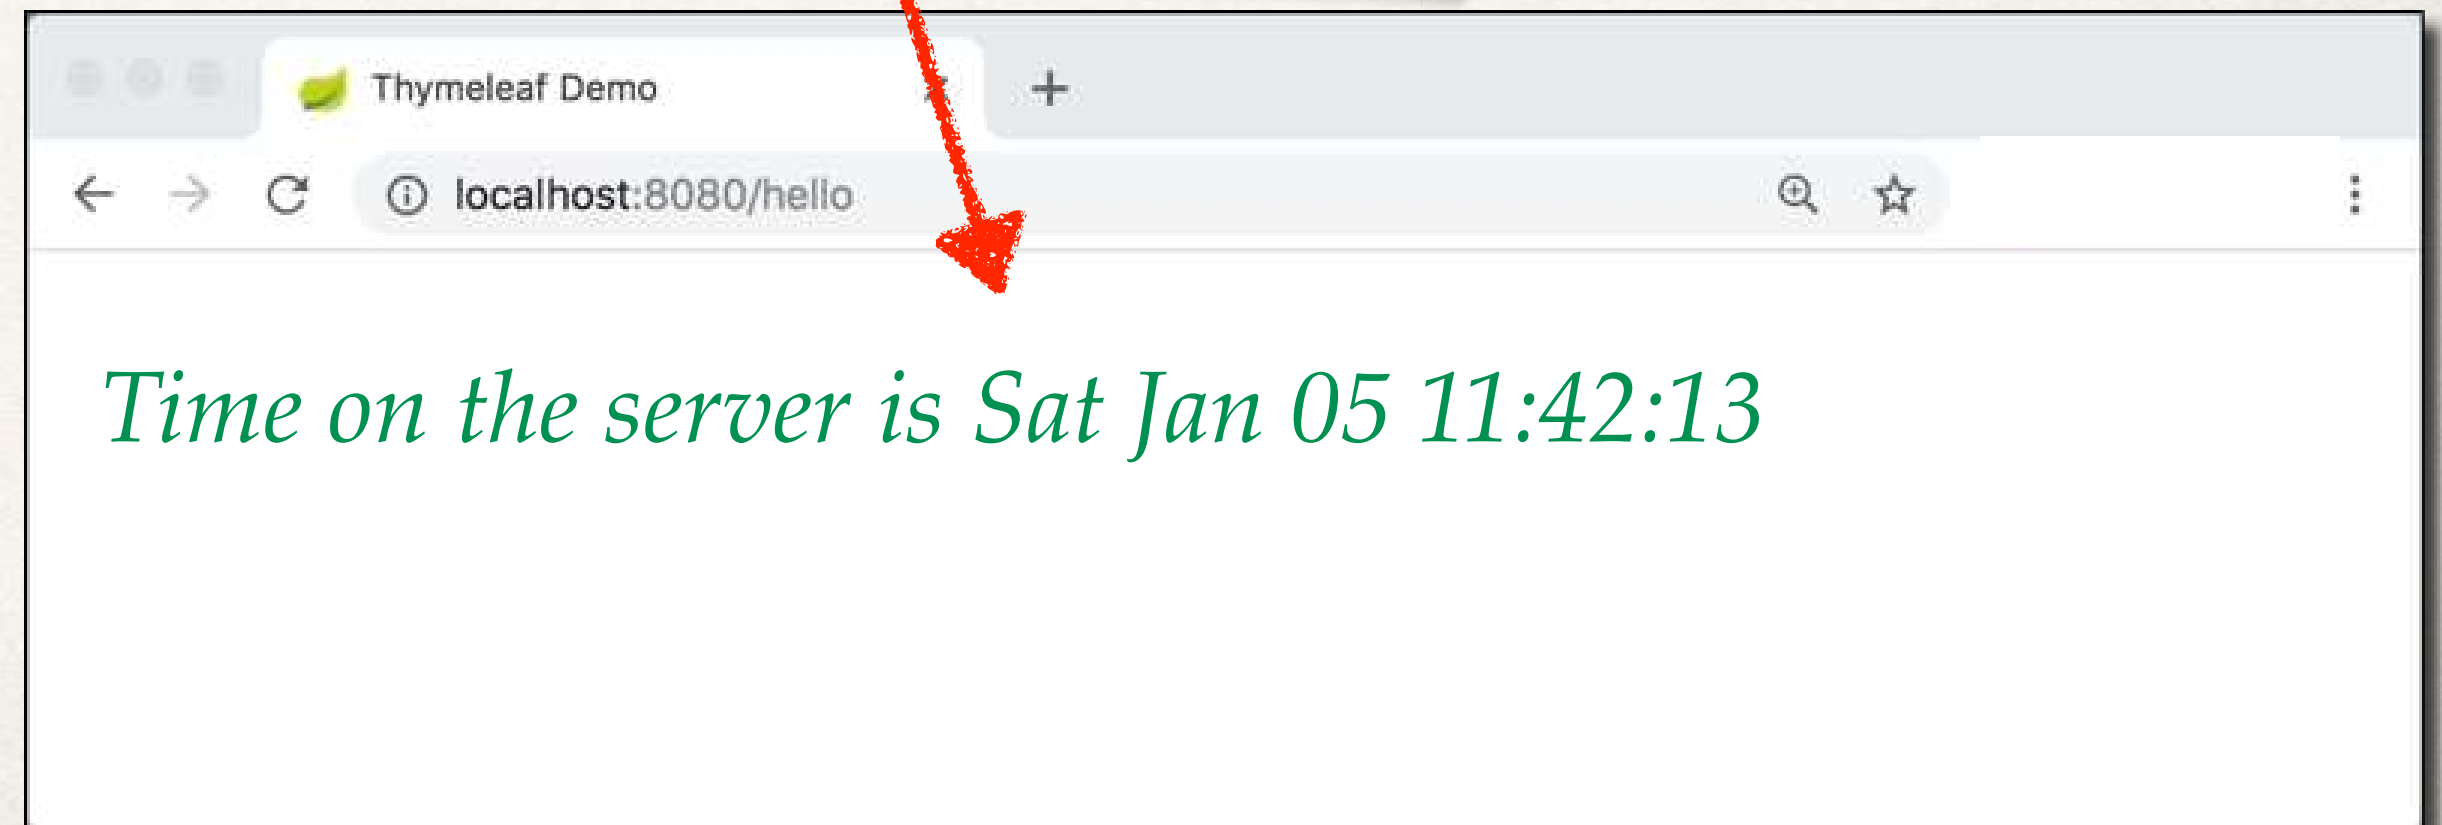 Thymeleaf Demo
localhost:8080/hello
Time on the server is Sat Jan 05 11:42:13